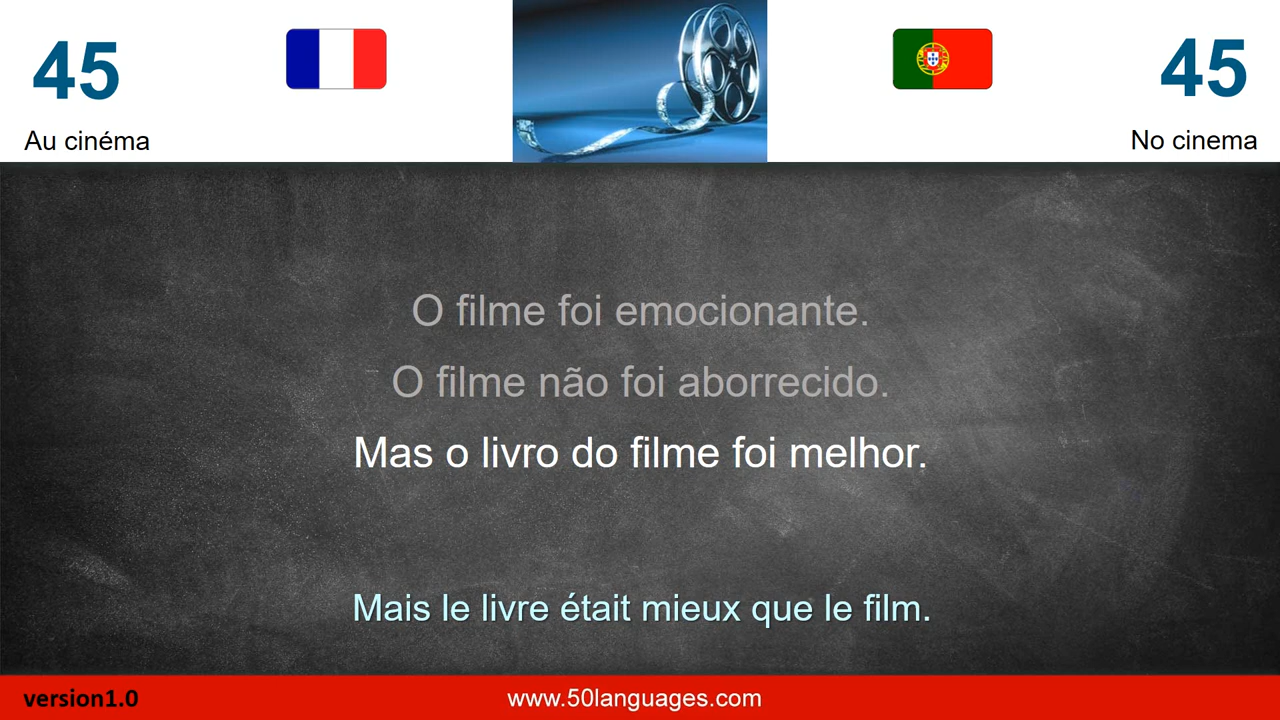 45
45
Au cinéma
No cinema
O filme foi emocionante.
O filme não foi aborrecido.
Mas o livro do filme foi melhor.
Mais le livre était mieux que le film.
version1.0
www.50languages.com